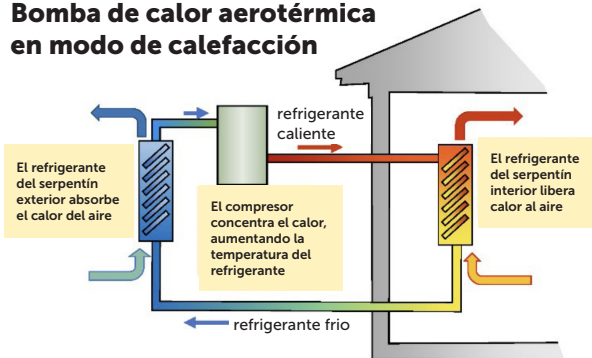 Bomba de calor aerotérmica
en modo de calefacción
refrigerante
caliente
El refrigerante
del serpentín
exterior absorbe
el calor del aire
El compresor
concentra el calor,
aumentando la
temperatura del
refrigerante
El refrigerante
del serpentín
interior libera
calor al aire
refrigerante frio